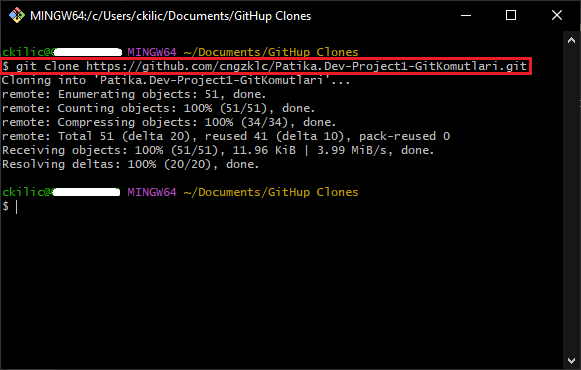 MINGW64:/c/Users/ckilic/Documents/GitHup Clones
ckilic@ MINGW64 ~/Documents/GitHup Clones
$ git clone https://github.com/cngzklc/Patika.Dev-Project1-GitKomutlari.git
Cloning into 'Patika.Dev-Project1-GitKomutlari'...
remote: Enumerating objects: 51, done.
remote: Counting objects: 100% (51/51), done.
remote: Compressing objects: 100% (34/34), done.
remote: Total 51 (delta 20), reused 41 (delta 10), pack-reused 0
Receiving objects: 100% (51/51), 11.96 KiB | 3.99 MiB/s, done.
Resolving deltas: 100% (20/20), done.
ckilic@ MINGW64 ~/Documents/GitHup Clones
$